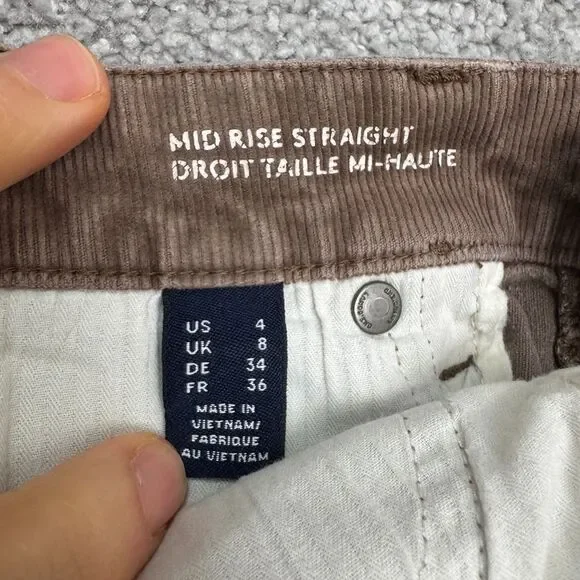 MID RISE STRAIGHT
DROIT TAILLE MI-HAUTE
US 4
UK 8
DE 34
FR 36
MADE IN
VIETNAM/
FABRIQUE
AU VIETNAM